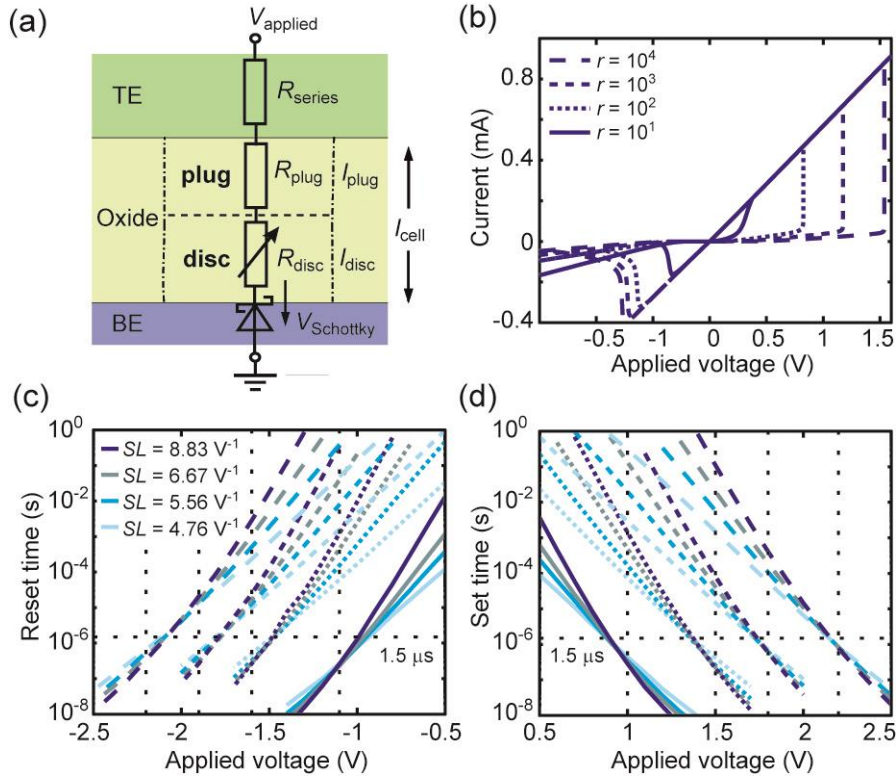 (a)
V_applied
TE
R_series
Oxide
plug
R_plug
I_plug
disc
R_disc
I_disc
I_cell
BE
V_Schottky
(b)
Current (mA)
0.8
0.4
0
-0.4
r = 10^4
r = 10^3
r = 10^2
r = 10^1
-0.5 -1 0 0.5 1 1.5
Applied voltage (V)
(c)
Reset time (s)
10^0
10^-2
10^-4
10^-6
10^-8
SL = 8.83 V^-1
SL = 6.67 V^-1
SL = 5.56 V^-1
SL = 4.76 V^-1
1.5 µs
-2.5 -2 -1.5 -1 -0.5
Applied voltage (V)
(d)
Set time (s)
10^0
10^-2
10^-4
10^-6
10^-8
1.5 µs
0.5 1 1.5 2 2.5
Applied voltage (V)